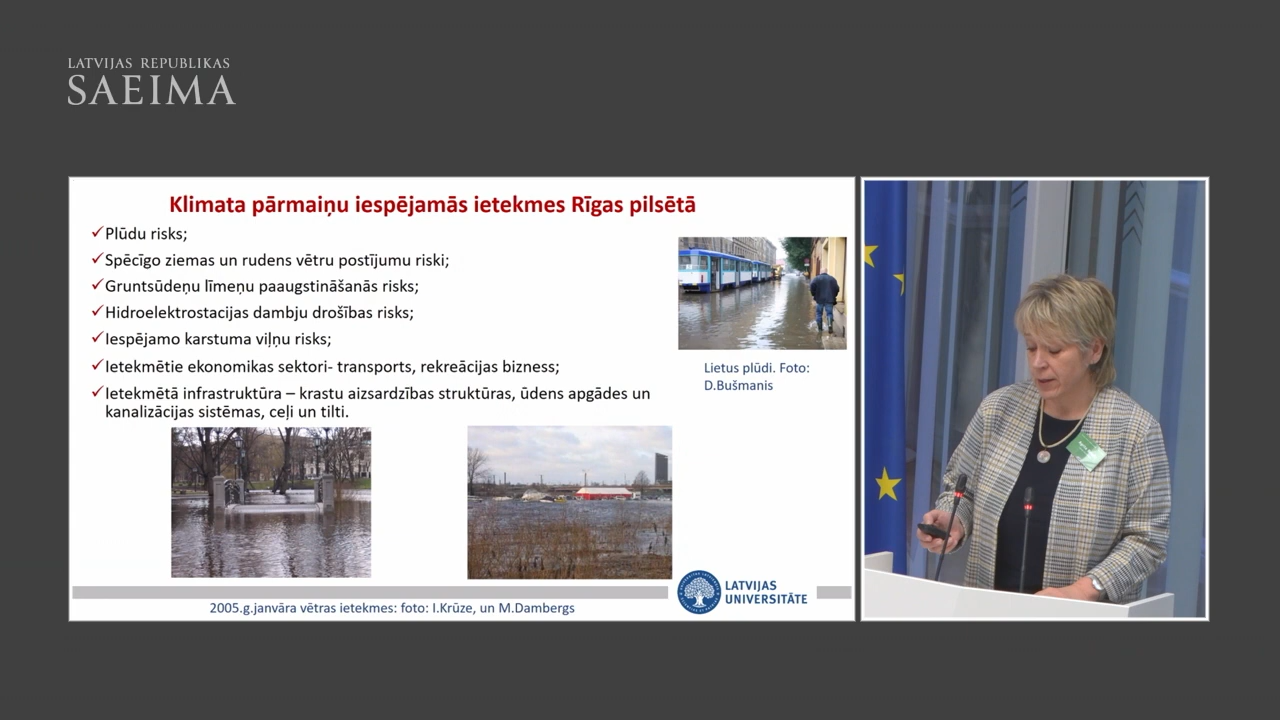 LATVIJAS REPUBLIKAS
SAEIMA
Klimata pārmaiņu iespējamās ietekmes Rīgas pilsētā
Plūdu risks;
Spēcīgo ziemas un rudens vētru postījumu riski;
Gruntsūdeņu līmeņu paaugstināšanās risks;
Hidroelektrostacijas dambju drošības risks;
Iespējamo karstuma viļņu risks;
Ietekmētie ekonomikas sektori- transports, rekreācijas bizness;
Ietekmētā infrastruktūra – krastu aizsardzības struktūras, ūdens apgādes un
kanalizācijas sistēmas, ceļi un tilti.
Lietus plūdi. Foto:
D.Bušmanis
LATVIJAS
UNIVERSITĀTE
2005.g.janvāra vētras ietekmes: foto: I.Krūze, un M.Dambergs